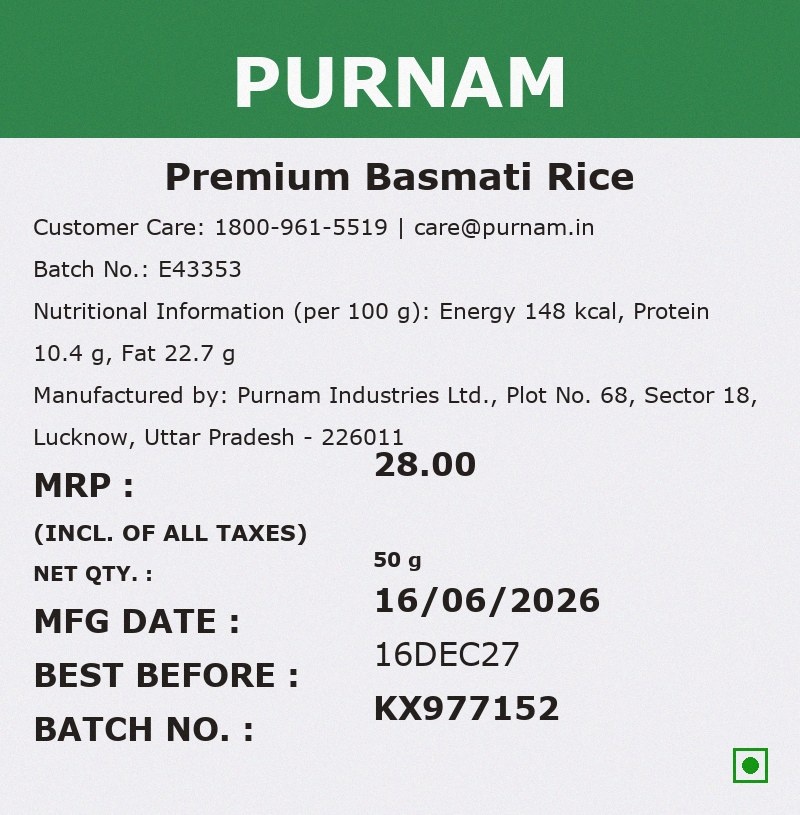 PURNAM
Premium Basmati Rice
Customer Care: 1800-961-5519 | care@purnam.in
Batch No.: E43353
Nutritional Information (per 100 g): Energy 148 kcal, Protein
10.4 g, Fat 22.7 g
Manufactured by: Purnam Industries Ltd., Plot No. 68, Sector 18,
Lucknow, Uttar Pradesh - 226011
MRP : 28.00
(INCL. OF ALL TAXES)
NET QTY. : 50 g
MFG DATE : 16/06/2026
BEST BEFORE : 16DEC27
BATCH NO. : KX977152